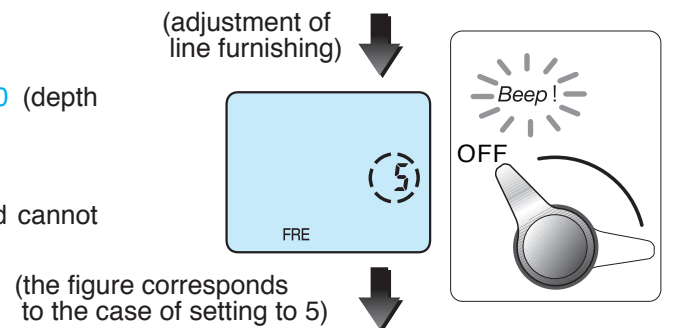 (adjustment of
line furnishing)
0 (depth
d cannot
Beep !
OFF
5
FRE
(the figure corresponds
to the case of setting to 5)